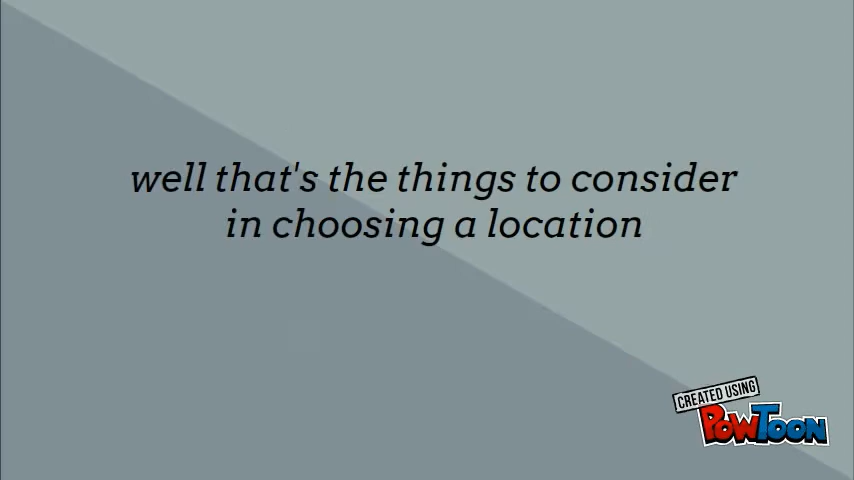 well that's the things to consider
in choosing a location
CREATED USING
POWTOON